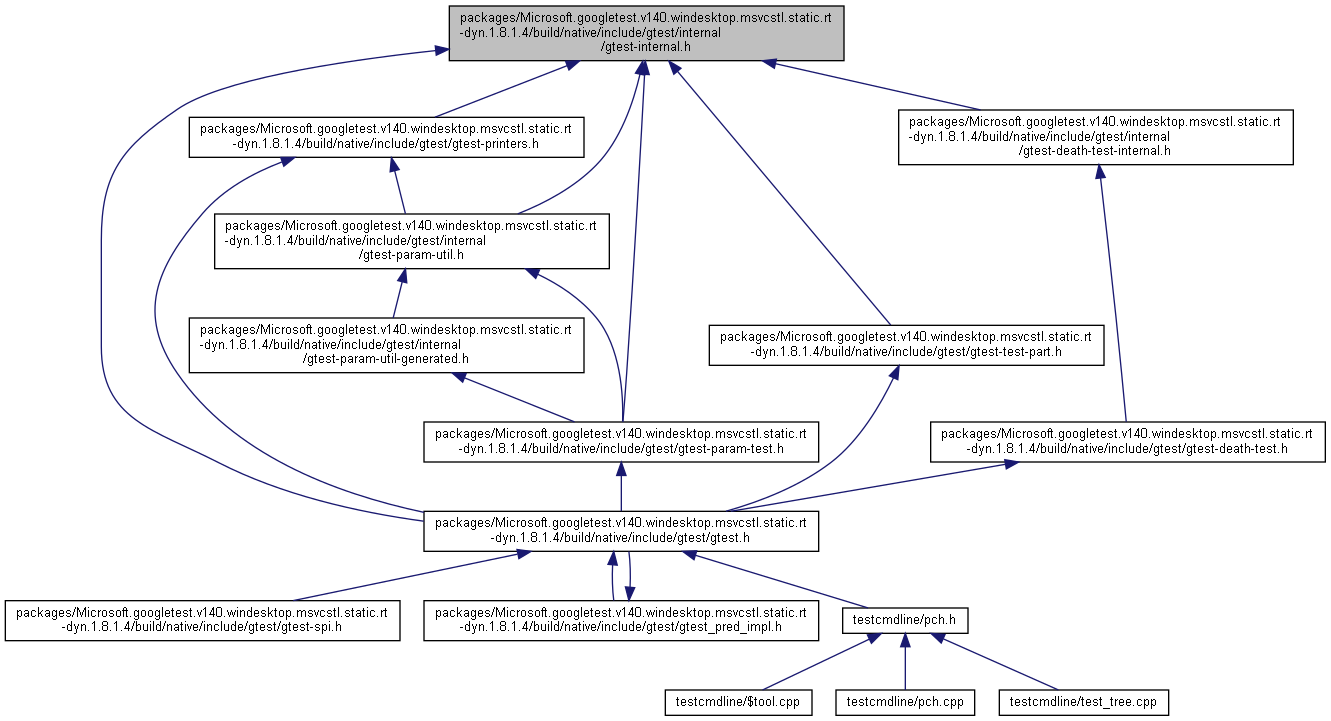 packages/Microsoft.googletest.v140.windesktop.msvcstl.static.rt
-dyn.1.8.1.4/build/native/include/gtest/internal
/gtest-internal.h
packages/Microsoft.googletest.v140.windesktop.msvcstl.static.rt
-dyn.1.8.1.4/build/native/include/gtest/gtest-printers.h
packages/Microsoft.googletest.v140.windesktop.msvcstl.static.rt
-dyn.1.8.1.4/build/native/include/gtest/internal
/gtest-death-test-internal.h
packages/Microsoft.googletest.v140.windesktop.msvcstl.static.rt
-dyn.1.8.1.4/build/native/include/gtest/internal
/gtest-param-util.h
packages/Microsoft.googletest.v140.windesktop.msvcstl.static.rt
-dyn.1.8.1.4/build/native/include/gtest/internal
/gtest-param-util-generated.h
packages/Microsoft.googletest.v140.windesktop.msvcstl.static.rt
-dyn.1.8.1.4/build/native/include/gtest/gtest-test-part.h
packages/Microsoft.googletest.v140.windesktop.msvcstl.static.rt
-dyn.1.8.1.4/build/native/include/gtest/gtest-param-test.h
packages/Microsoft.googletest.v140.windesktop.msvcstl.static.rt
-dyn.1.8.1.4/build/native/include/gtest/gtest-death-test.h
packages/Microsoft.googletest.v140.windesktop.msvcstl.static.rt
-dyn.1.8.1.4/build/native/include/gtest/gtest.h
packages/Microsoft.googletest.v140.windesktop.msvcstl.static.rt
-dyn.1.8.1.4/build/native/include/gtest/gtest-spi.h
packages/Microsoft.googletest.v140.windesktop.msvcstl.static.rt
-dyn.1.8.1.4/build/native/include/gtest/gtest_pred_impl.h
testcmdline/pch.h
testcmdline/$tool.cpp
testcmdline/pch.cpp
testcmdline/test_tree.cpp